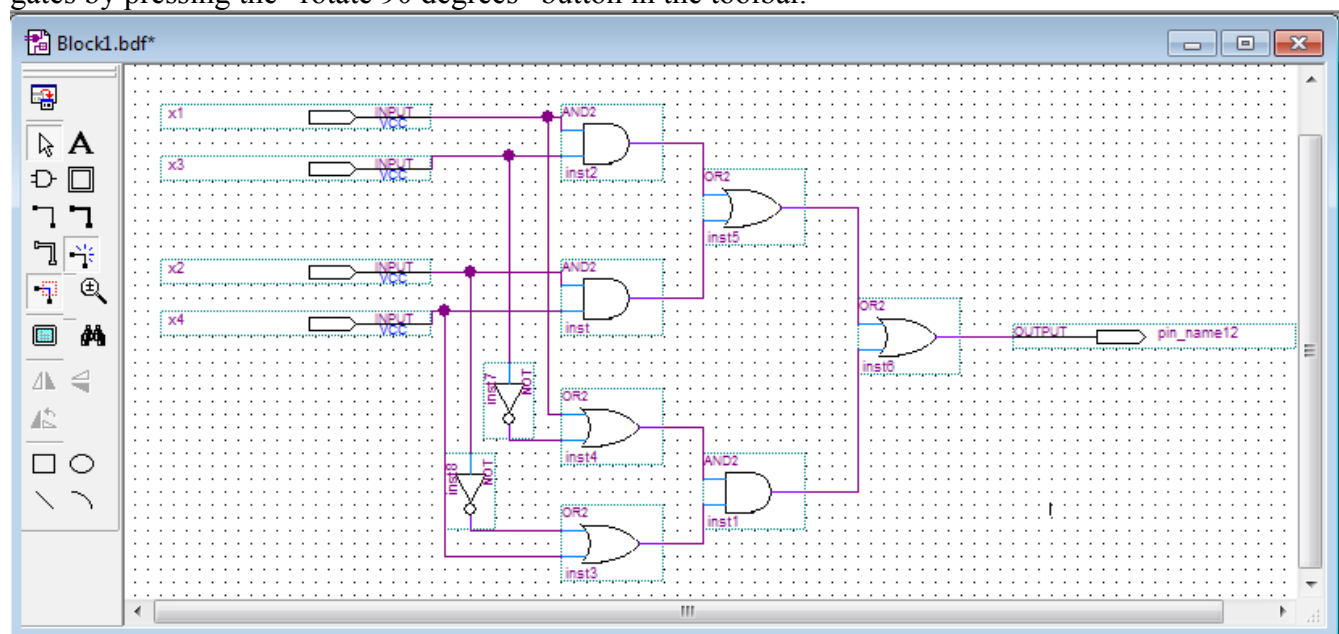 gates by pressing the "rotate 90 degrees" button in the toolbar.
Block1.bdf*
A
x1 INPUT VCC
AND2
inst2
x3 INPUT VCC
OR2
inst5
x2 INPUT VCC
AND2
inst
x4 INPUT VCC
OR2
inst6
OUTPUT pin_name12
inst7 NOT
OR2
inst4
inst8 NOT
AND2
inst1
OR2
inst3